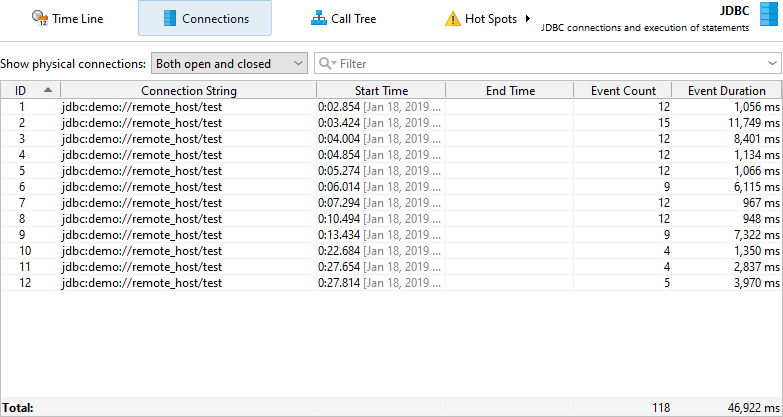 Time Line Connections Call Tree Hot Spots JDBC
JDBC connections and execution of statements
Show physical connections: Both open and closed Filter
ID Connection String Start Time End Time Event Count Event Duration
1 jdbc:demo://remote_host/test 0:02.854 [Jan 18, 2019 ... 12 1,056 ms
2 jdbc:demo://remote_host/test 0:03.424 [Jan 18, 2019 ... 15 11,749 ms
3 jdbc:demo://remote_host/test 0:04.004 [Jan 18, 2019 ... 12 8,401 ms
4 jdbc:demo://remote_host/test 0:04.854 [Jan 18, 2019 ... 12 1,134 ms
5 jdbc:demo://remote_host/test 0:05.274 [Jan 18, 2019 ... 12 1,066 ms
6 jdbc:demo://remote_host/test 0:06.014 [Jan 18, 2019 ... 9 6,115 ms
7 jdbc:demo://remote_host/test 0:07.294 [Jan 18, 2019 ... 12 967 ms
8 jdbc:demo://remote_host/test 0:10.494 [Jan 18, 2019 ... 12 948 ms
9 jdbc:demo://remote_host/test 0:13.434 [Jan 18, 2019 ... 9 7,322 ms
10 jdbc:demo://remote_host/test 0:22.684 [Jan 18, 2019 ... 4 1,350 ms
11 jdbc:demo://remote_host/test 0:27.654 [Jan 18, 2019 ... 4 2,837 ms
12 jdbc:demo://remote_host/test 0:27.814 [Jan 18, 2019 ... 5 3,970 ms
Total: 118 46,922 ms